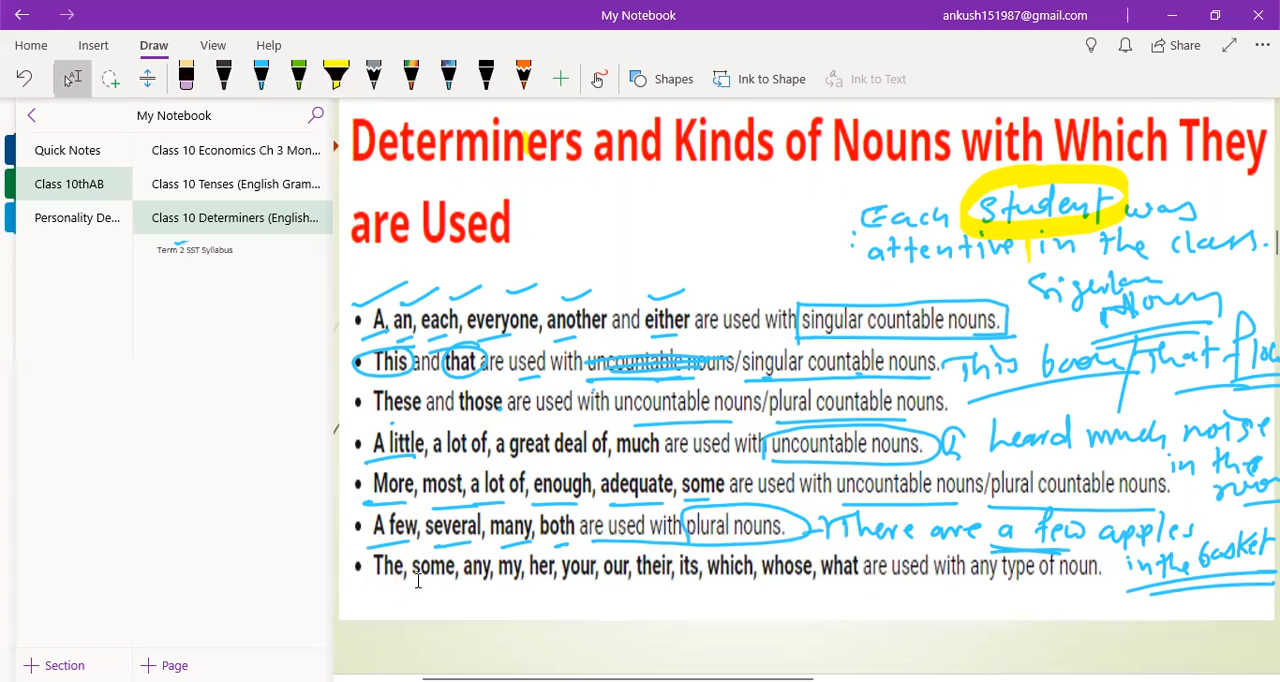 My Notebook
ankush151987@gmail.com
Home Insert Draw View Help
Share
Shapes Ink to Shape Ink to Text
My Notebook
Quick Notes
Class 10thAB
Personality De...
Class 10 Economics Ch 3 Mon...
Class 10 Tenses (English Gram...
Class 10 Determiners (English...
Term 2 SST Syllabus
Section
Page
Determiners and Kinds of Nouns with Which They
are Used
Each student was
attentive in the class.
Noun
• A, an, each, everyone, another and either are used with singular countable nouns.
• This and that are used with uncountable nouns/singular countable nouns.
This book/that
• These and those are used with uncountable nouns/plural countable nouns.
• A little, a lot of, a great deal of, much are used with uncountable nouns.
heard much noise
in the
• More, most, a lot of, enough, adequate, some are used with uncountable nouns/plural countable nouns.
• A few, several, many, both are used with plural nouns.
There are a few apples
in the basket
• The, some, any, my, her, your, our, their, its, which, whose, what are used with any type of noun.